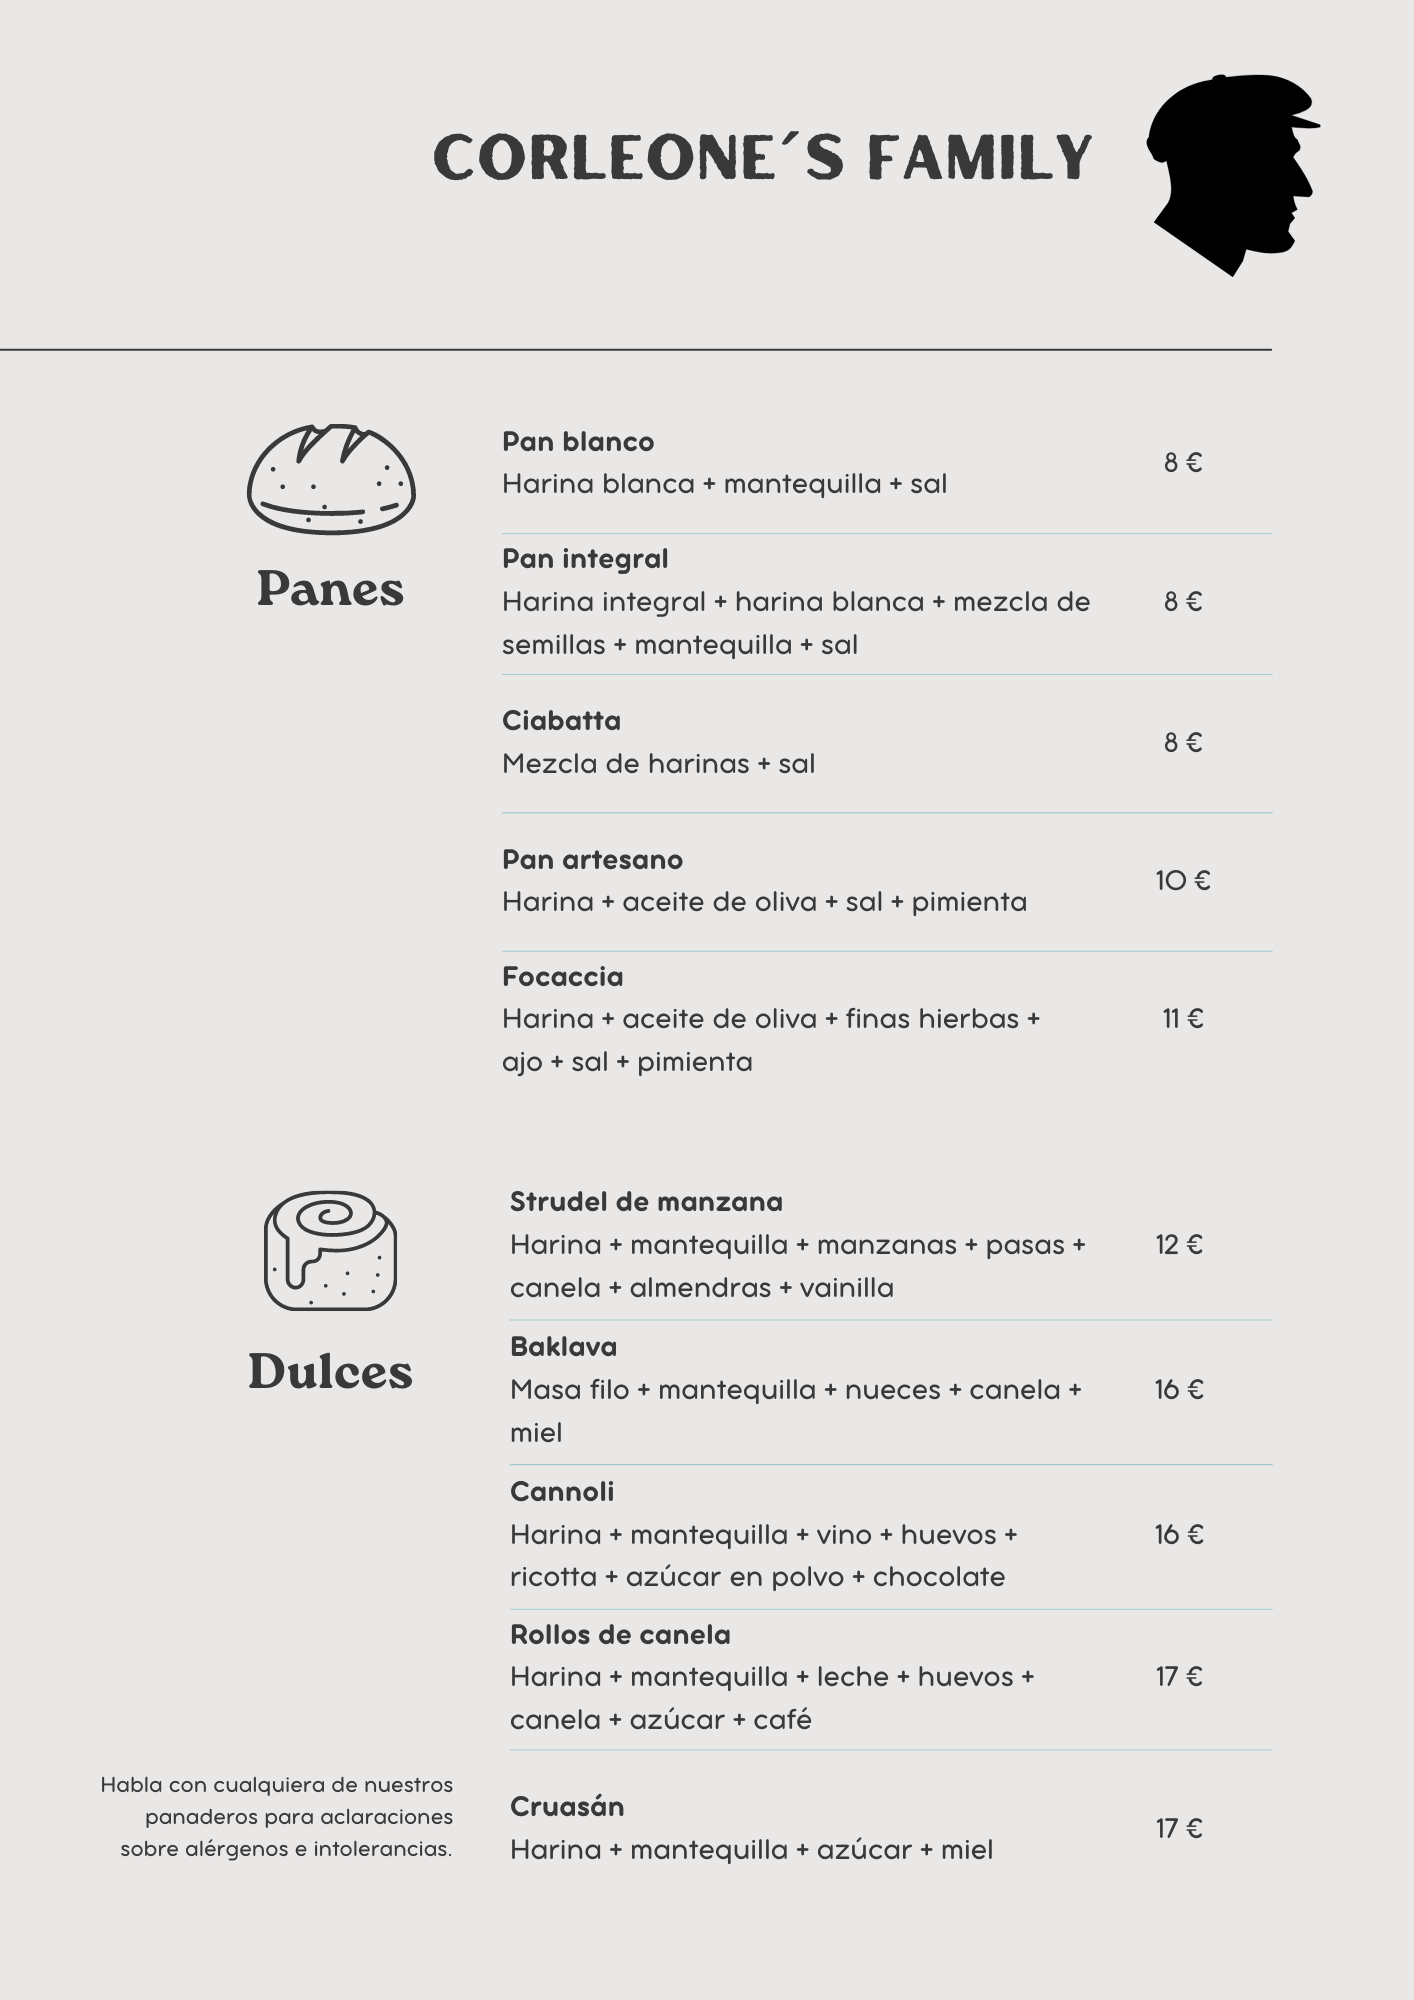 CORLEONE´S FAMILY
Panes
Pan blanco
Harina blanca + mantequilla + sal
8 €
Pan integral
Harina integral + harina blanca + mezcla de
semillas + mantequilla + sal
8 €
Ciabatta
Mezcla de harinas + sal
8 €
Pan artesano
Harina + aceite de oliva + sal + pimienta
10 €
Focaccia
Harina + aceite de oliva + finas hierbas +
ajo + sal + pimienta
11 €
Dulces
Strudel de manzana
Harina + mantequilla + manzanas + pasas +
canela + almendras + vainilla
12 €
Baklava
Masa filo + mantequilla + nueces + canela +
miel
16 €
Cannoli
Harina + mantequilla + vino + huevos +
ricotta + azúcar en polvo + chocolate
16 €
Rollos de canela
Harina + mantequilla + leche + huevos +
canela + azúcar + café
17 €
Cruasán
Harina + mantequilla + azúcar + miel
17 €
Habla con cualquiera de nuestros
panaderos para aclaraciones
sobre alérgenos e intolerancias.